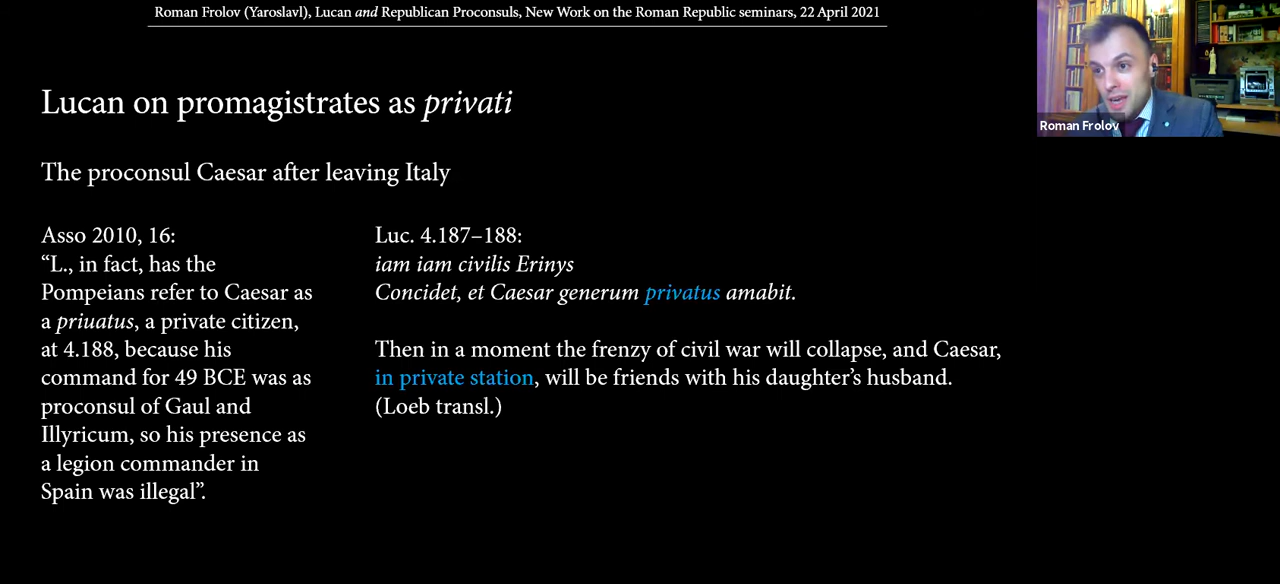 Roman Frolov (Yaroslavl), Lucan and Republican Proconsuls, New Work on the Roman Republic seminars, 22 April 2021
Roman Frolov
Lucan on promagistrates as privati
The proconsul Caesar after leaving Italy
Asso 2010, 16:
“L., in fact, has the
Pompeians refer to Caesar as
a priuatus, a private citizen,
at 4.188, because his
command for 49 BCE was as
proconsul of Gaul and
Illyricum, so his presence as
a legion commander in
Spain was illegal”.
Luc. 4.187–188:
iam iam civilis Erinys
Concidet, et Caesar generum privatus amabit.
Then in a moment the frenzy of civil war will collapse, and Caesar,
in private station, will be friends with his daughter’s husband.
(Loeb transl.)